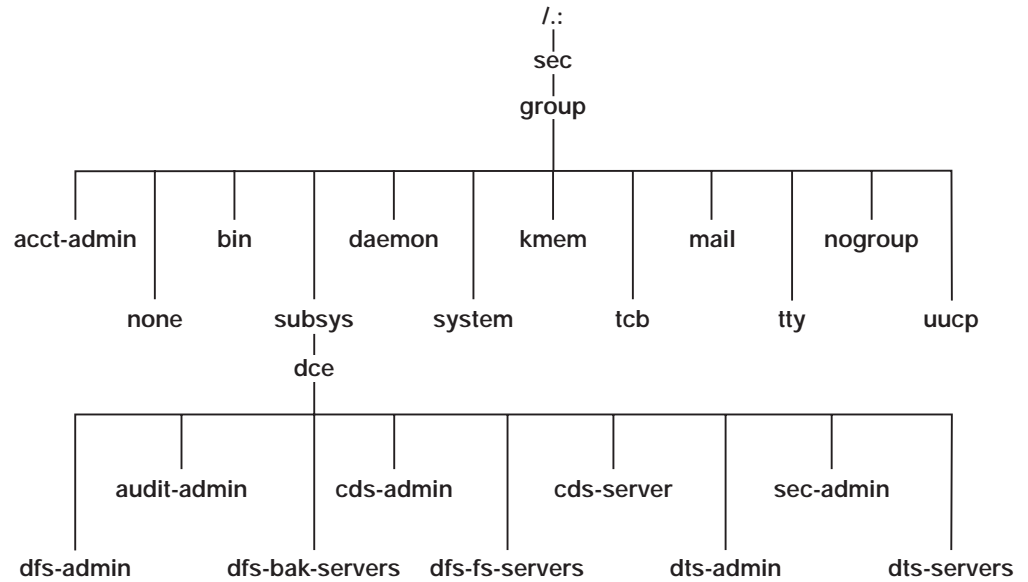 /.:
sec
group
acct-admin bin daemon kmem mail nogroup
none subsys system tcb tty uucp
dce
audit-admin cds-admin cds-server sec-admin
dfs-admin dfs-bak-servers dfs-fs-servers dts-admin dts-servers